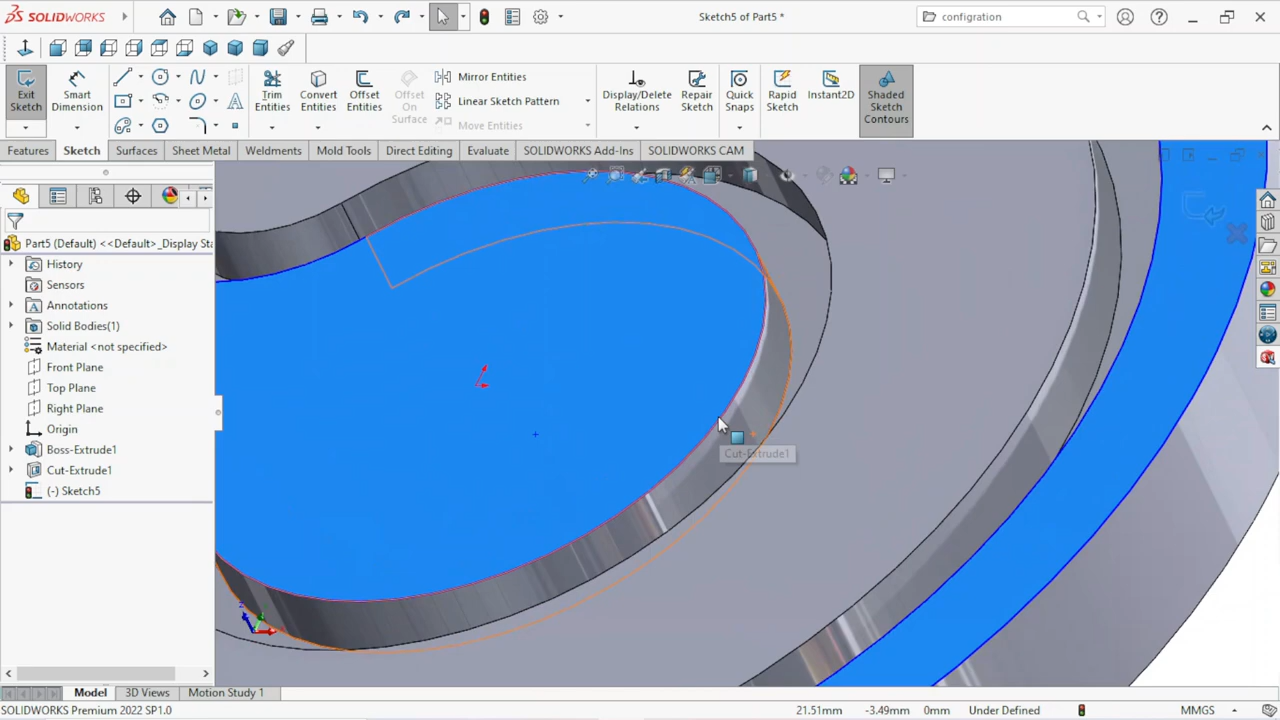 SOLIDWORKS
Sketch5 of Part5 *
configration
Exit Sketch
Smart Dimension
Trim Entities
Convert Entities
Offset Entities
Offset On Surface
Mirror Entities
Linear Sketch Pattern
Move Entities
Display/Delete Relations
Repair Sketch
Quick Snaps
Rapid Sketch
Instant2D
Shaded Sketch Contours
Features
Sketch
Surfaces
Sheet Metal
Weldments
Mold Tools
Direct Editing
Evaluate
SOLIDWORKS Add-Ins
SOLIDWORKS CAM
Part5 (Default) <<Default>_Display Sta
History
Sensors
Annotations
Solid Bodies(1)
Material <not specified>
Front Plane
Top Plane
Right Plane
Origin
Boss-Extrude1
Cut-Extrude1
(-) Sketch5
Cut-Extrude1
Model
3D Views
Motion Study 1
SOLIDWORKS Premium 2022 SP1.0
21.51mm
-3.49mm
0mm
Under Defined
MMGS